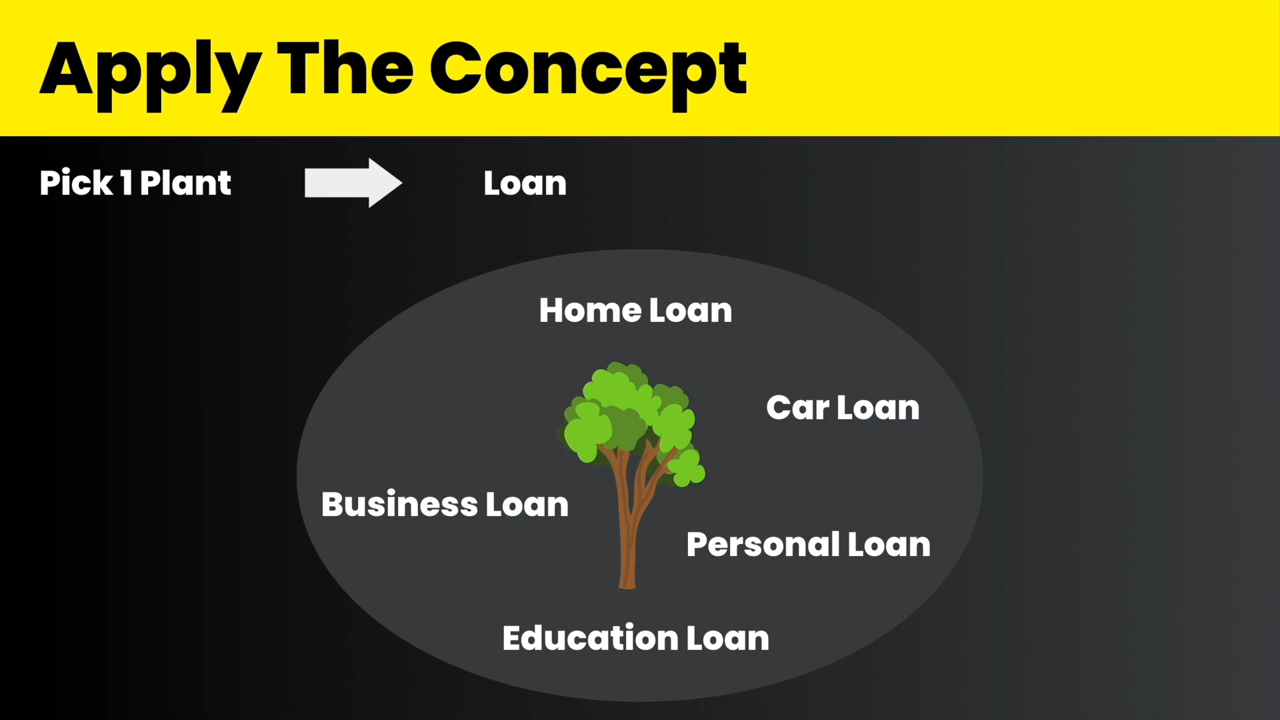 Apply The Concept
Pick 1 Plant
Loan
Home Loan
Car Loan
Business Loan
Personal Loan
Education Loan